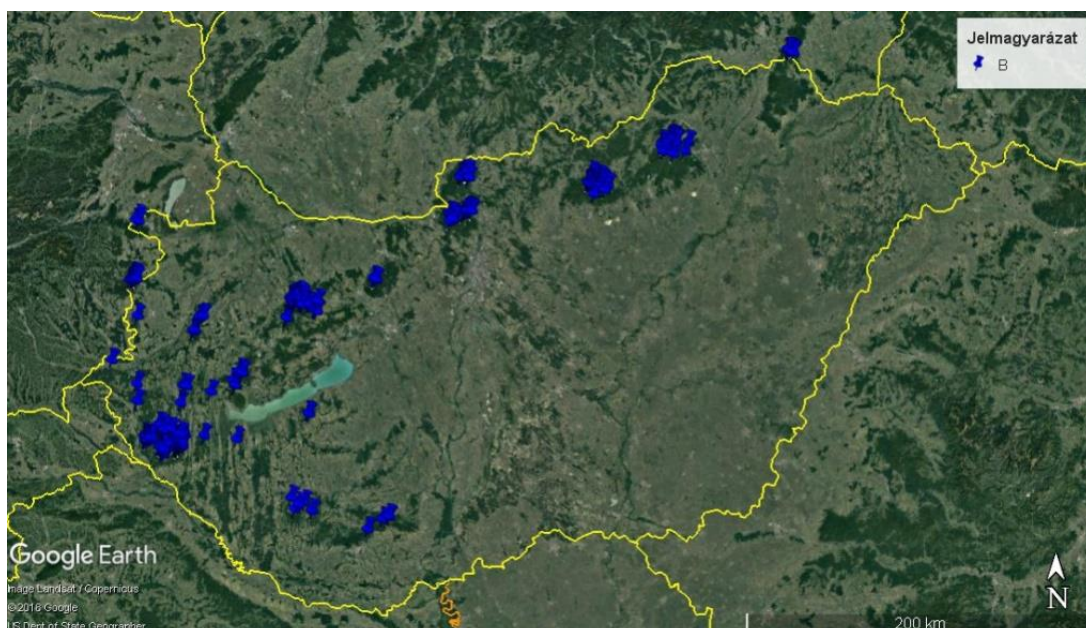 Jelmagyarázat
B
Google Earth
Image Landsat / Copernicus
©2018 Google
US Dept of State Geographer
N
200 km